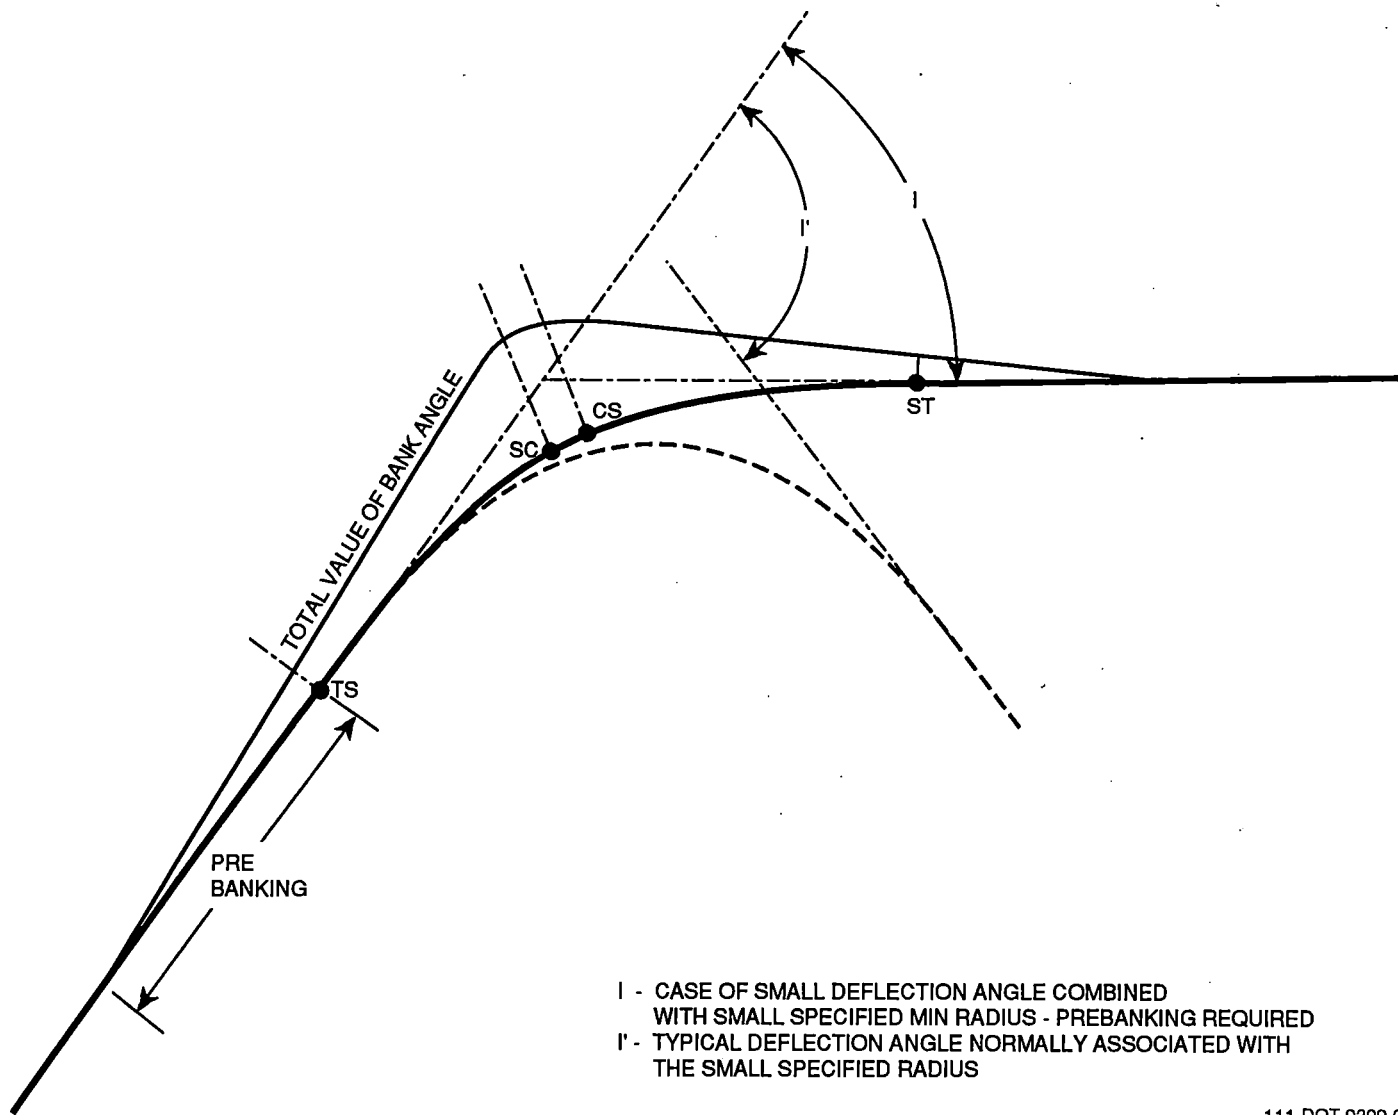 I
I'
TOTAL VALUE OF BANK ANGLE
CS
SC
ST
TS
PRE
BANKING
I - CASE OF SMALL DEFLECTION ANGLE COMBINED
WITH SMALL SPECIFIED MIN RADIUS - PREBANKING REQUIRED
I' - TYPICAL DEFLECTION ANGLE NORMALLY ASSOCIATED WITH
THE SMALL SPECIFIED RADIUS